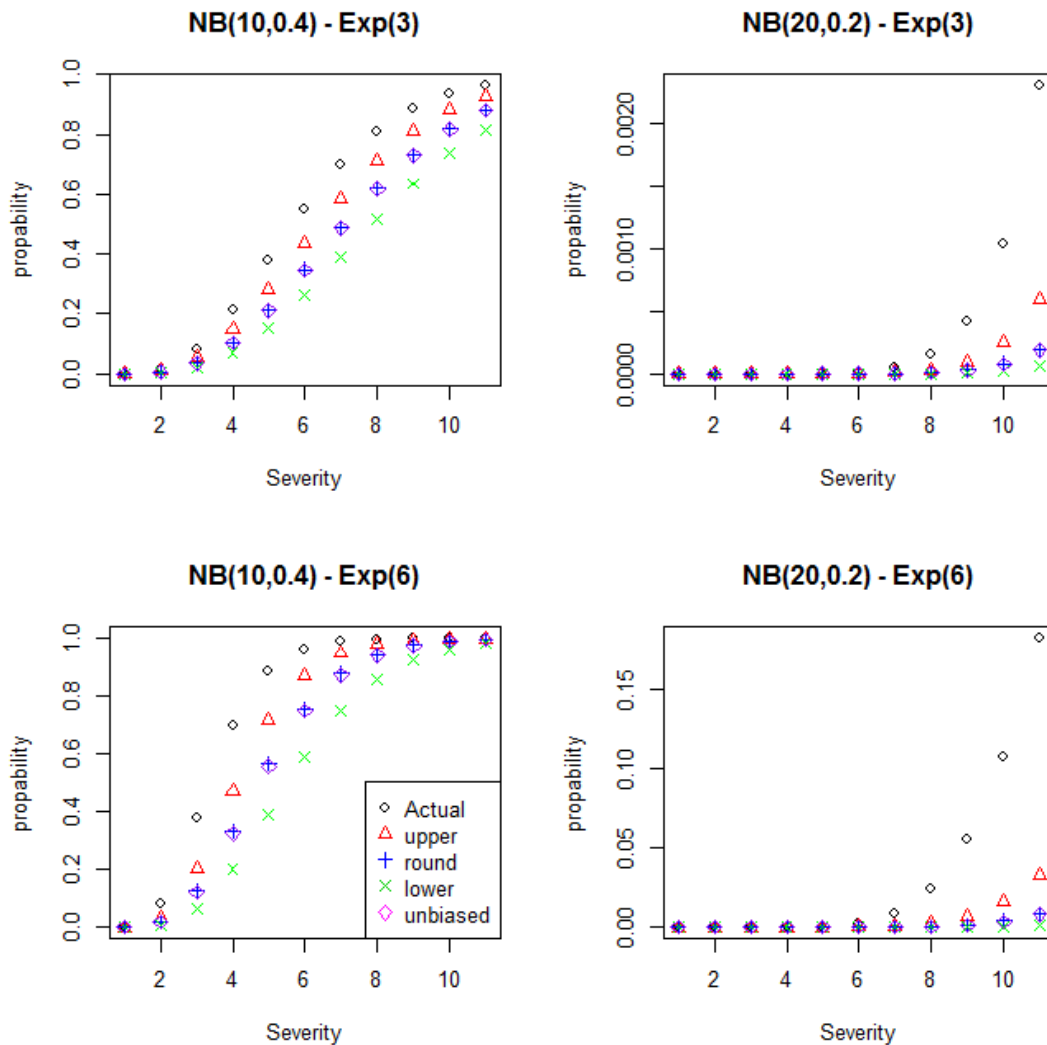 NB(10,0.4) - Exp(3)
propability
0.0 0.2 0.4 0.6 0.8 1.0
2 4 6 8 10
Severity
NB(20,0.2) - Exp(3)
propability
0.0000 0.0010 0.0020
2 4 6 8 10
Severity
NB(10,0.4) - Exp(6)
propability
0.0 0.2 0.4 0.6 0.8 1.0
Actual
upper
round
lower
unbiased
2 4 6 8 10
Severity
NB(20,0.2) - Exp(6)
propability
0.00 0.05 0.10 0.15
2 4 6 8 10
Severity